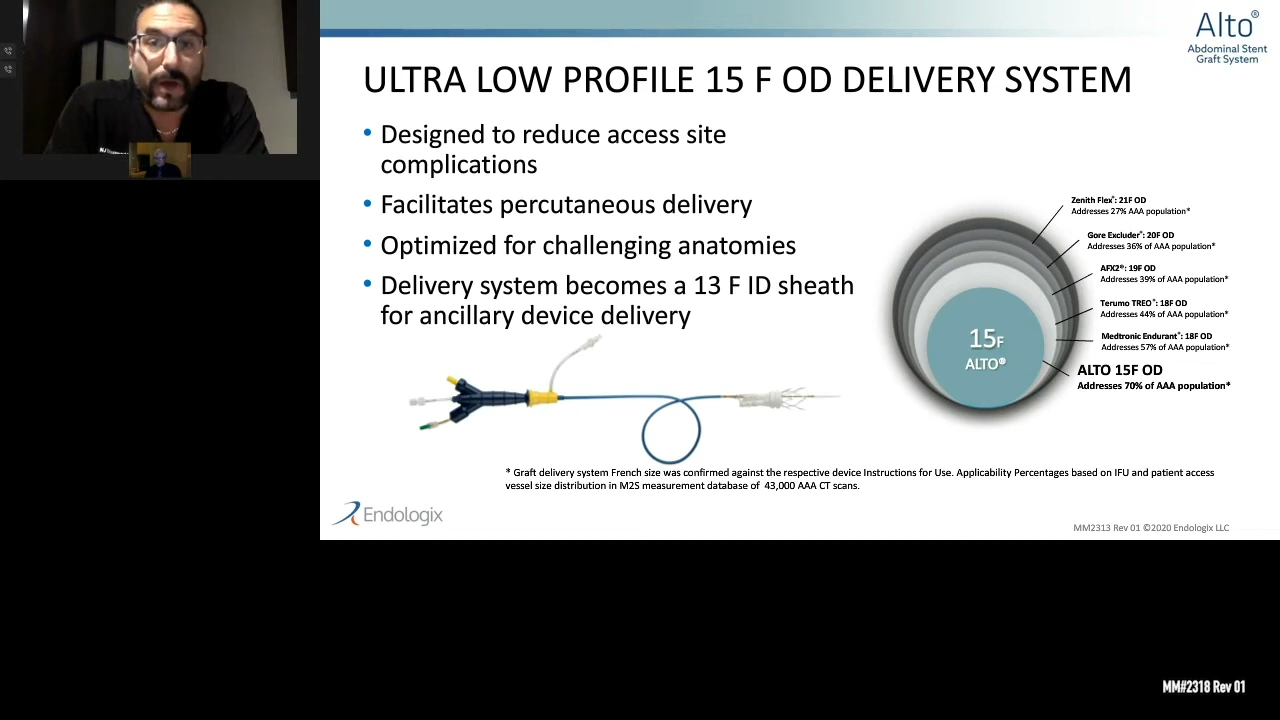 Alto®
Abdominal Stent
Graft System
ULTRA LOW PROFILE 15 F OD DELIVERY SYSTEM
• Designed to reduce access site
complications
• Facilitates percutaneous delivery
• Optimized for challenging anatomies
• Delivery system becomes a 13 F ID sheath
for ancillary device delivery
Zenith Flex®: 21F OD
Addresses 27% AAA population*
Gore Excluder®: 20F OD
Addresses 36% of AAA population*
AFX2®: 19F OD
Addresses 39% of AAA population*
Terumo TREO®: 18F OD
Addresses 44% of AAA population*
Medtronic Endurant®: 18F OD
Addresses 57% of AAA population*
ALTO 15F OD
Addresses 70% of AAA population*
15F
ALTO®
* Graft delivery system French size was confirmed against the respective device Instructions for Use. Applicability Percentages based on IFU and patient access
vessel size distribution in M2S measurement database of 43,000 AAA CT scans.
Endologix
MM2313 Rev 01 ©2020 Endologix LLC
MM#2318 Rev 01